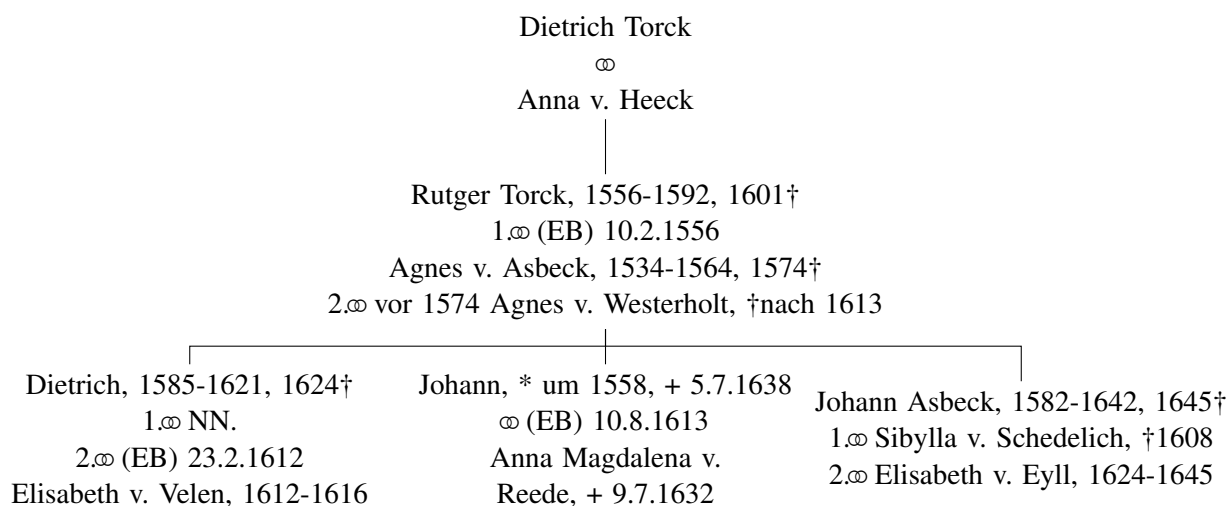 Dietrich Torck
⚭
Anna v. Heeck
Rutger Torck, 1556-1592, 1601†
1.⚭ (EB) 10.2.1556
Agnes v. Asbeck, 1534-1564, 1574†
2.⚭ vor 1574 Agnes v. Westerholt, †nach 1613
Dietrich, 1585-1621, 1624†
1.⚭ NN.
2.⚭ (EB) 23.2.1612
Elisabeth v. Velen, 1612-1616
Johann, * um 1558, + 5.7.1638
⚭ (EB) 10.8.1613
Anna Magdalena v.
Reede, + 9.7.1632
Johann Asbeck, 1582-1642, 1645†
1.⚭ Sibylla v. Schedelich, †1608
2.⚭ Elisabeth v. Eyll, 1624-1645